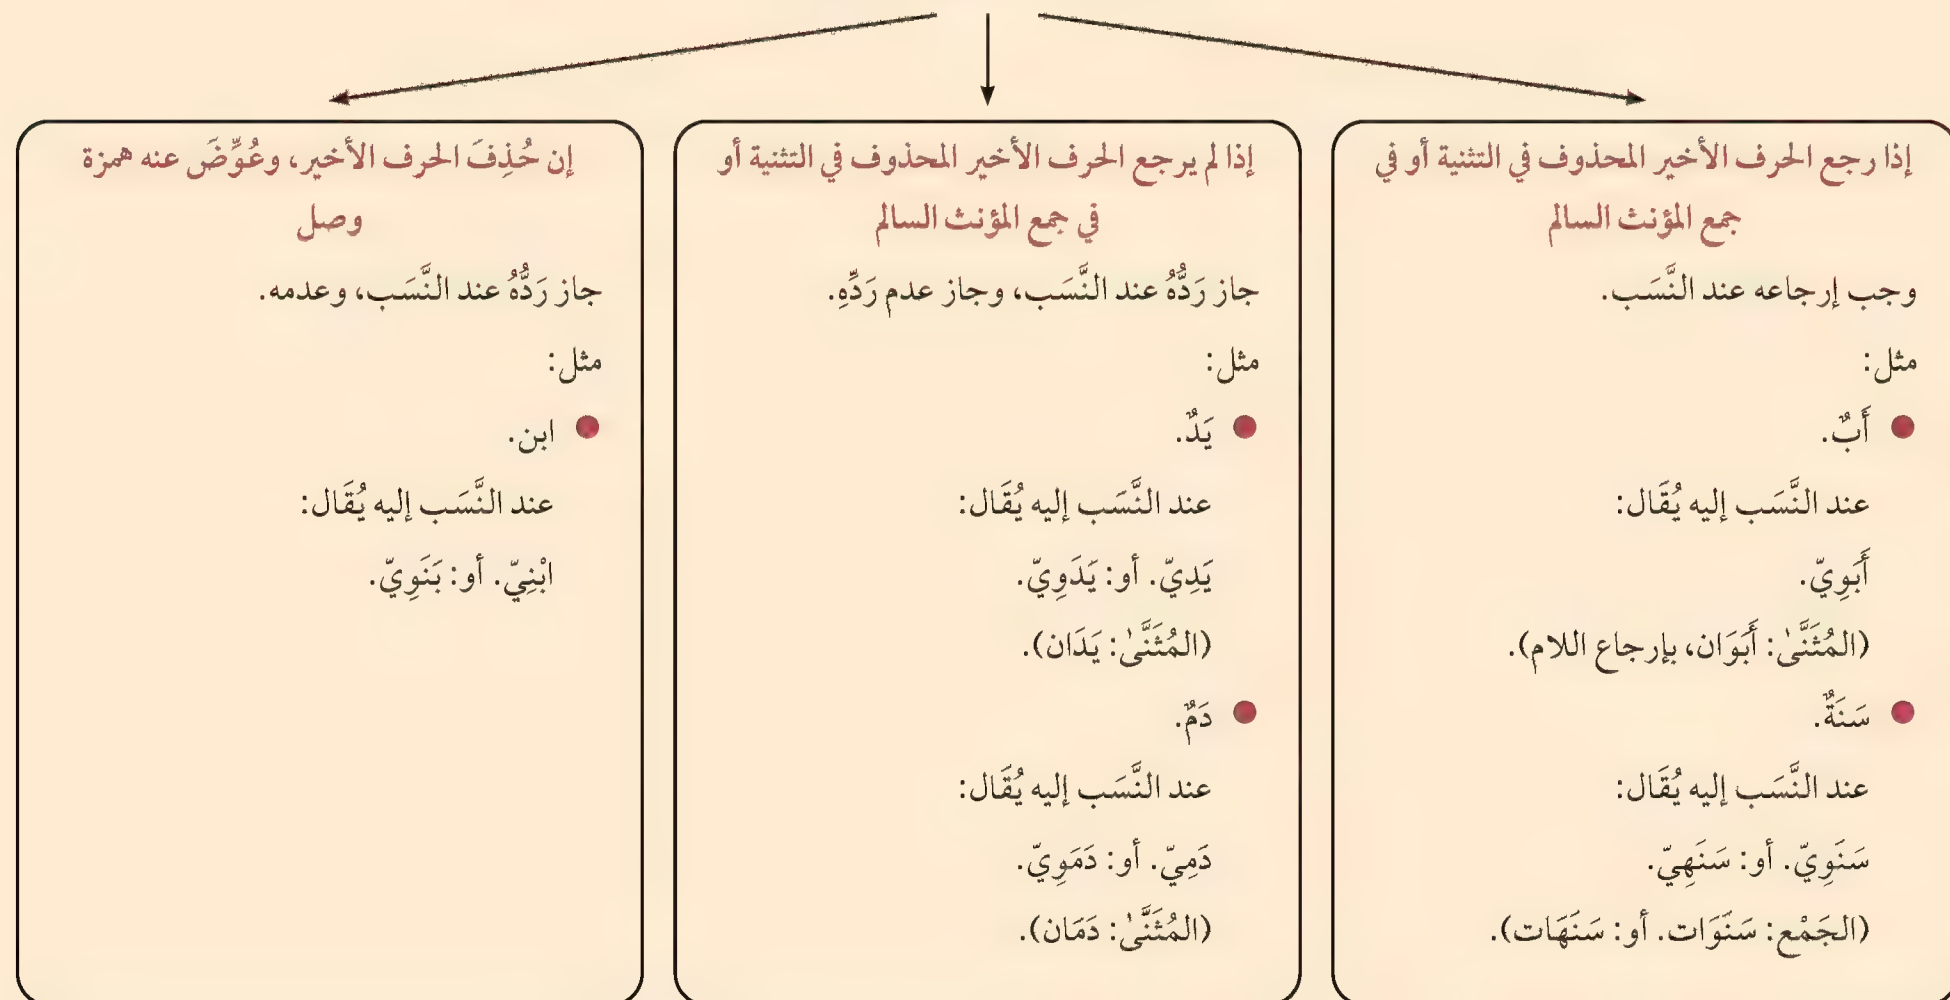 إذا رجع الحرف الأخير المحذوف في التثنية أو في
جمع المؤنث السالم
وجب إرجاعه عند النَّسَب.
مثل:
أَبٌ.
عند النَّسَب إليه يُقَال:
أَبَوِيّ.
(المُثَنَّىٰ: أَبَوَان، بإرجاع اللام).
سَنَةٌ.
عند النَّسَب إليه يُقَال:
سَنَوِيّ. أو: سَنَهِيّ.
(الجَمْع: سَنَوَات. أو: سَنَهَات).
إذا لم يرجع الحرف الأخير المحذوف في التثنية أو
في جمع المؤنث السالم
جاز رَدُّهُ عند النَّسَب، وجاز عدم رَدِّهِ.
مثل:
يَدٌ.
عند النَّسَب إليه يُقَال:
يَدِيّ. أو: يَدَوِيّ.
(المُثَنَّىٰ: يَدَان).
دَمٌ.
عند النَّسَب إليه يُقَال:
دَمِيّ. أو: دَمَوِيّ.
(المُثَنَّىٰ: دَمَان).
إن حُذِفَ الحرف الأخير، وعُوِّضَ عنه همزة
وصل
جاز رَدُّهُ عند النَّسَب، وعدمه.
مثل:
ابن.
عند النَّسَب إليه يُقَال:
ابْنِيّ. أو: بَنَوِيّ.